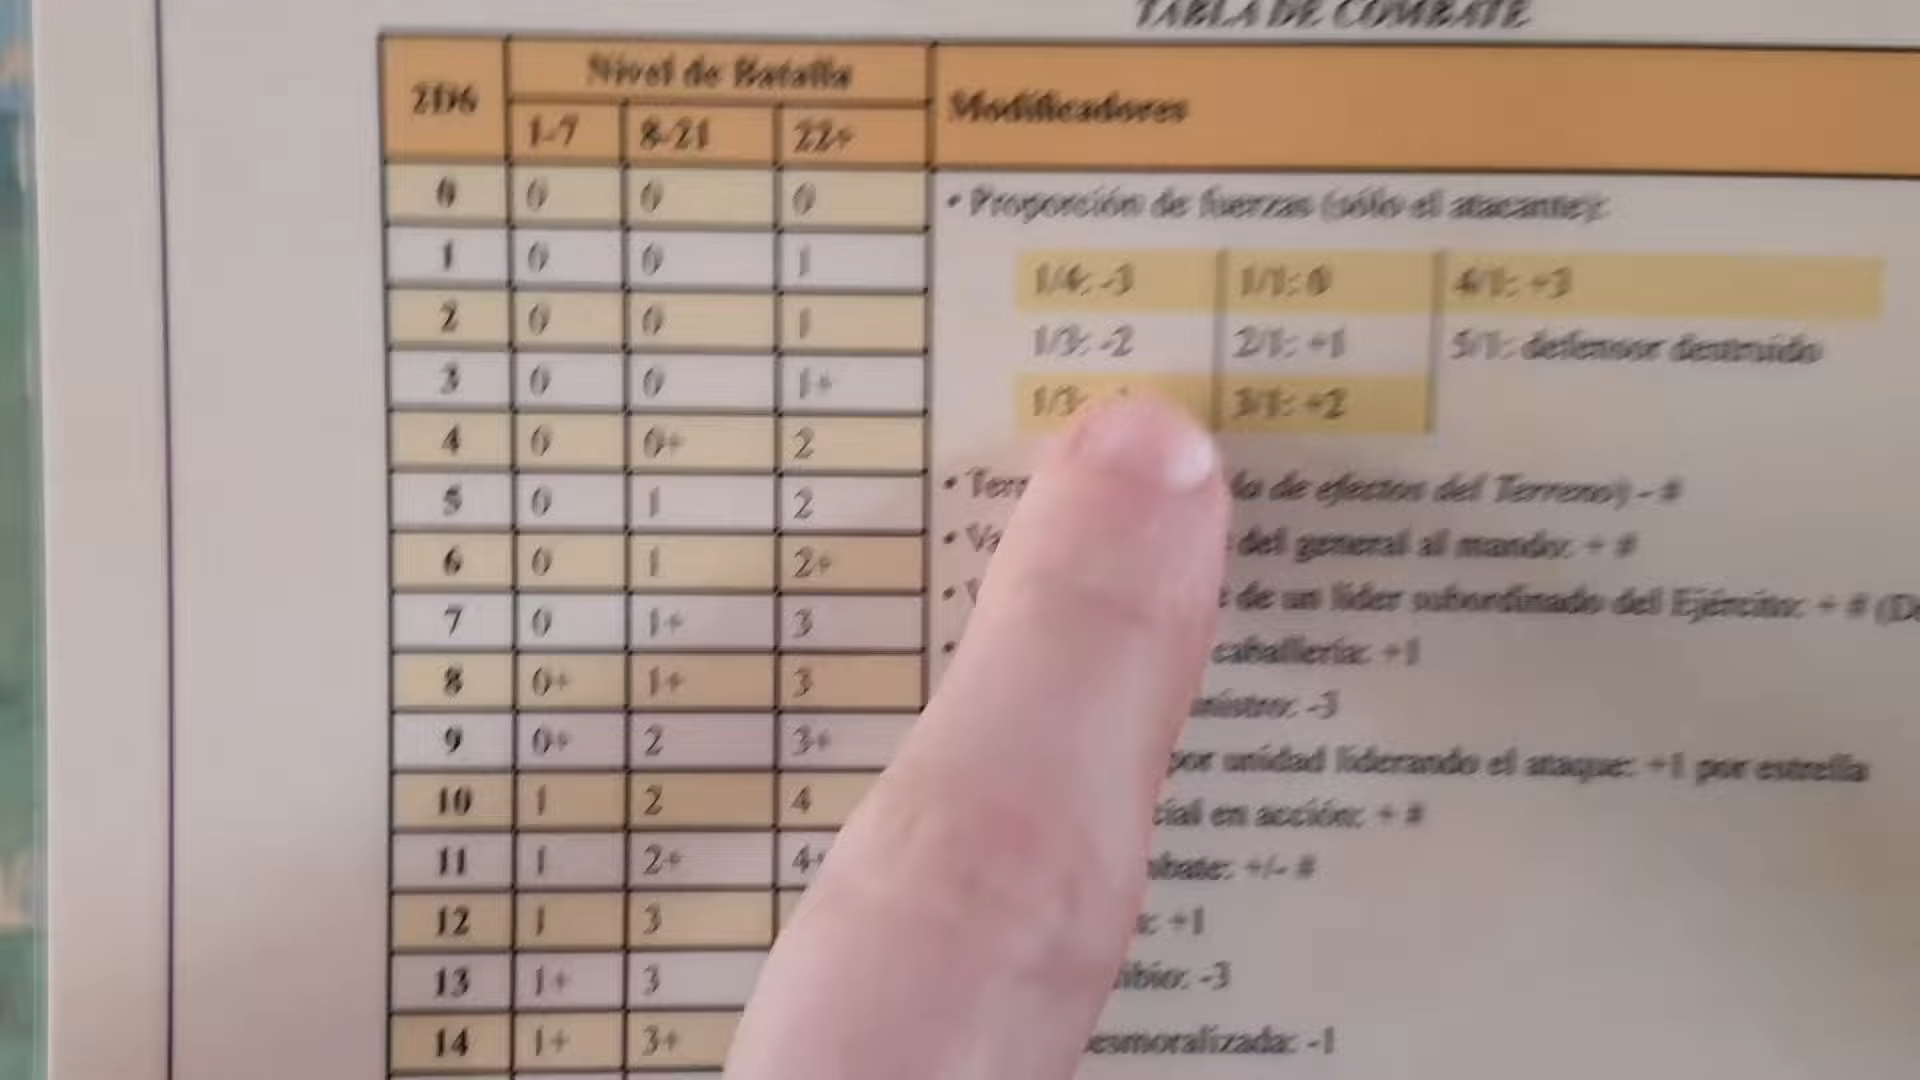 TABLA DE COMBATE
2D6
Nivel de Batalla
Modificadores
1-7 8-21 22+
0 0 0 0
1 0 0 1
2 0 0 1
3 0 0 1+
4 0 0+ 2
5 0 1 2
6 0 1 2+
7 0 1+ 3
8 0+ 1+ 3
9 0+ 2 3+
10 1 2 4
11 1 2+ 4+
12 1 3
13 1+ 3
14 1+ 3+
• Proporción de fuerzas (sólo el atacante):
1/4: -3 1/1: 0 4/1: +3
1/3: -2 2/1: +1 5/1: defensor destruido
1/3: 3/1: +2
de efectos del Terreno) - #
del general al mando: + #
de un líder subordinado del Ejército: + #
caballería: +1
-3
por unidad liderando el ataque: +1 por estrella
en acción: + #
+/- #
+1
-3
-1